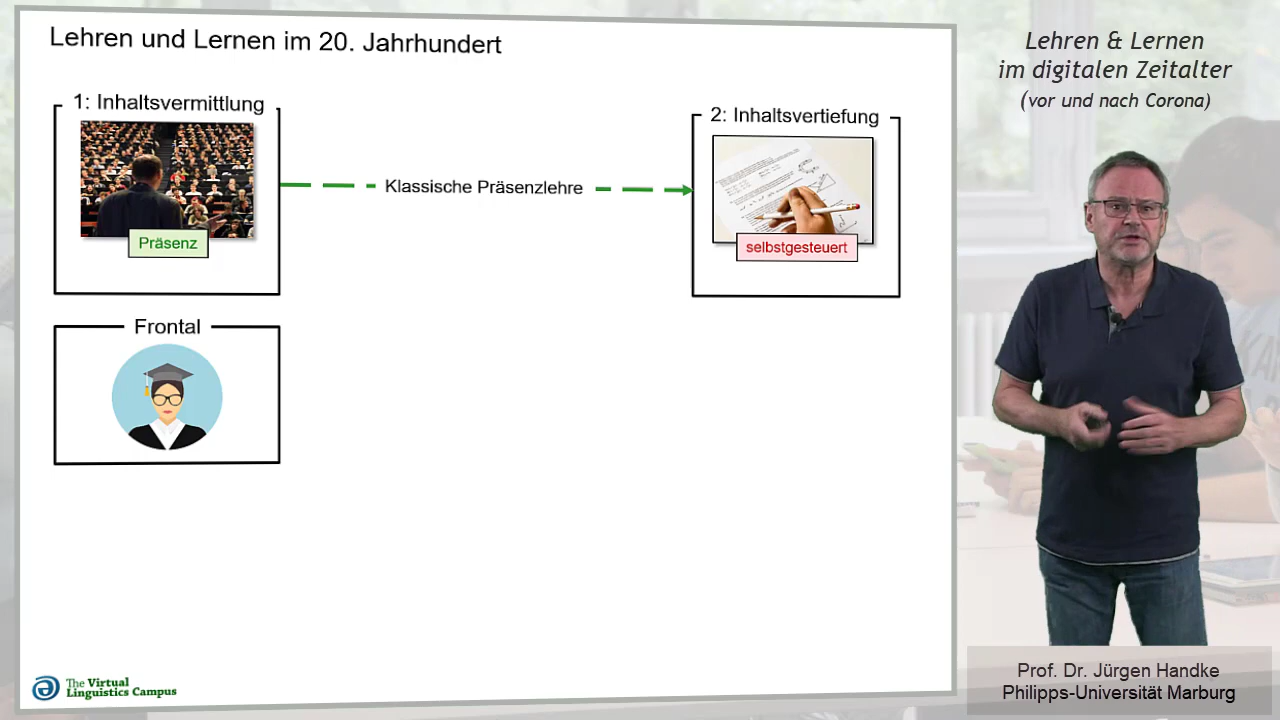 Lehren und Lernen im 20. Jahrhundert
1: Inhaltsvermittlung
Präsenz
Klassische Präsenzlehre
2: Inhaltsvertiefung
selbstgesteuert
Frontal
The Virtual
Linguistics Campus
Lehren & Lernen
im digitalen Zeitalter
(vor und nach Corona)
Prof. Dr. Jürgen Handke
Philipps-Universität Marburg